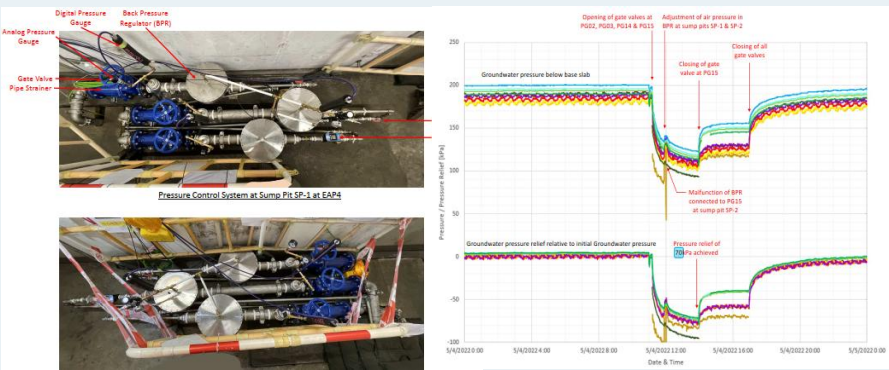 Digital Pressure
Gauge
Back Pressure
Regulator (BPR)
Analog Pressure
Gauge
Gate Valve
Pipe Strainer
Pressure Control System at Sump Pit SP-1 at EAP4
Opening of gate valves at
PG02, PG03, PG14 & PG15
Adjustment of air pressure in
BPR at sump pits SP-1 & SP-2
Closing of gate
valve at PG15
Closing of all
gate valves
Groundwater pressure below base slab
Malfunction of BPR
connected to PG15
at sump pit SP-2
Groundwater pressure relief relative to initial Groundwater pressure
Pressure relief of
70kPa achieved
Pressure / Pressure Relief [kPa]
250
200
150
100
50
0
-50
-100
5/4/2022 0:00
5/4/2022 4:00
5/4/2022 8:00
5/4/2022 12:00
5/4/2022 16:00
5/4/2022 20:00
5/5/2022 0:00
Date & Time